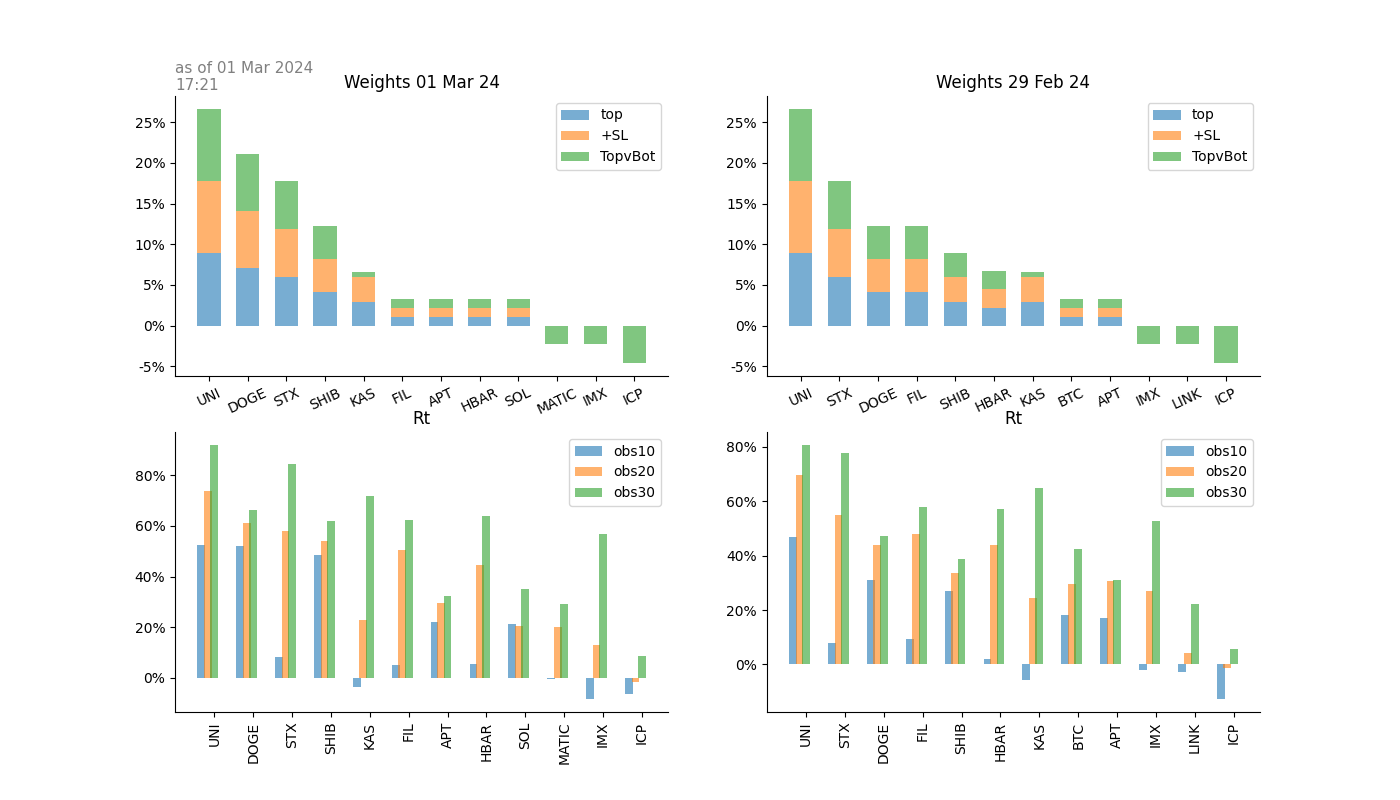 as of 01 Mar 2024
17:21
Weights 01 Mar 24
25%
20%
15%
10%
5%
0%
-5%
top
+SL
TopvBot
UNI DOGE STX SHIB KAS FIL APT HBAR SOL MATIC IMX ICP
Weights 29 Feb 24
25%
20%
15%
10%
5%
0%
-5%
top
+SL
TopvBot
UNI STX DOGE FIL SHIB HBAR KAS BTC APT IMX LINK ICP
Rt
80%
60%
40%
20%
0%
obs10
obs20
obs30
UNI DOGE STX SHIB KAS FIL APT HBAR SOL MATIC IMX ICP
Rt
80%
60%
40%
20%
0%
obs10
obs20
obs30
UNI STX DOGE FIL SHIB HBAR KAS BTC APT IMX LINK ICP